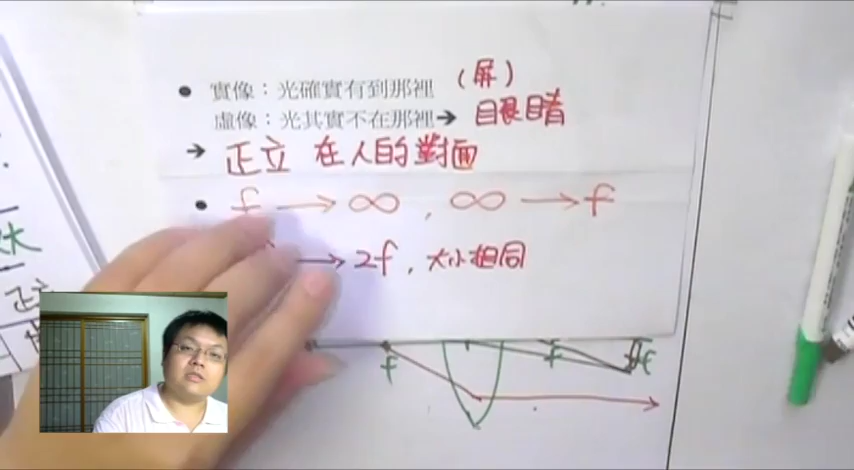 ● 實像：光確實有到那裡 （屏）
虛像：光其實不在那裡→ 眼睛
→ 正立 在人的對面
● f → ∞ , ∞ → f
→ 2f , 大小相同
f f